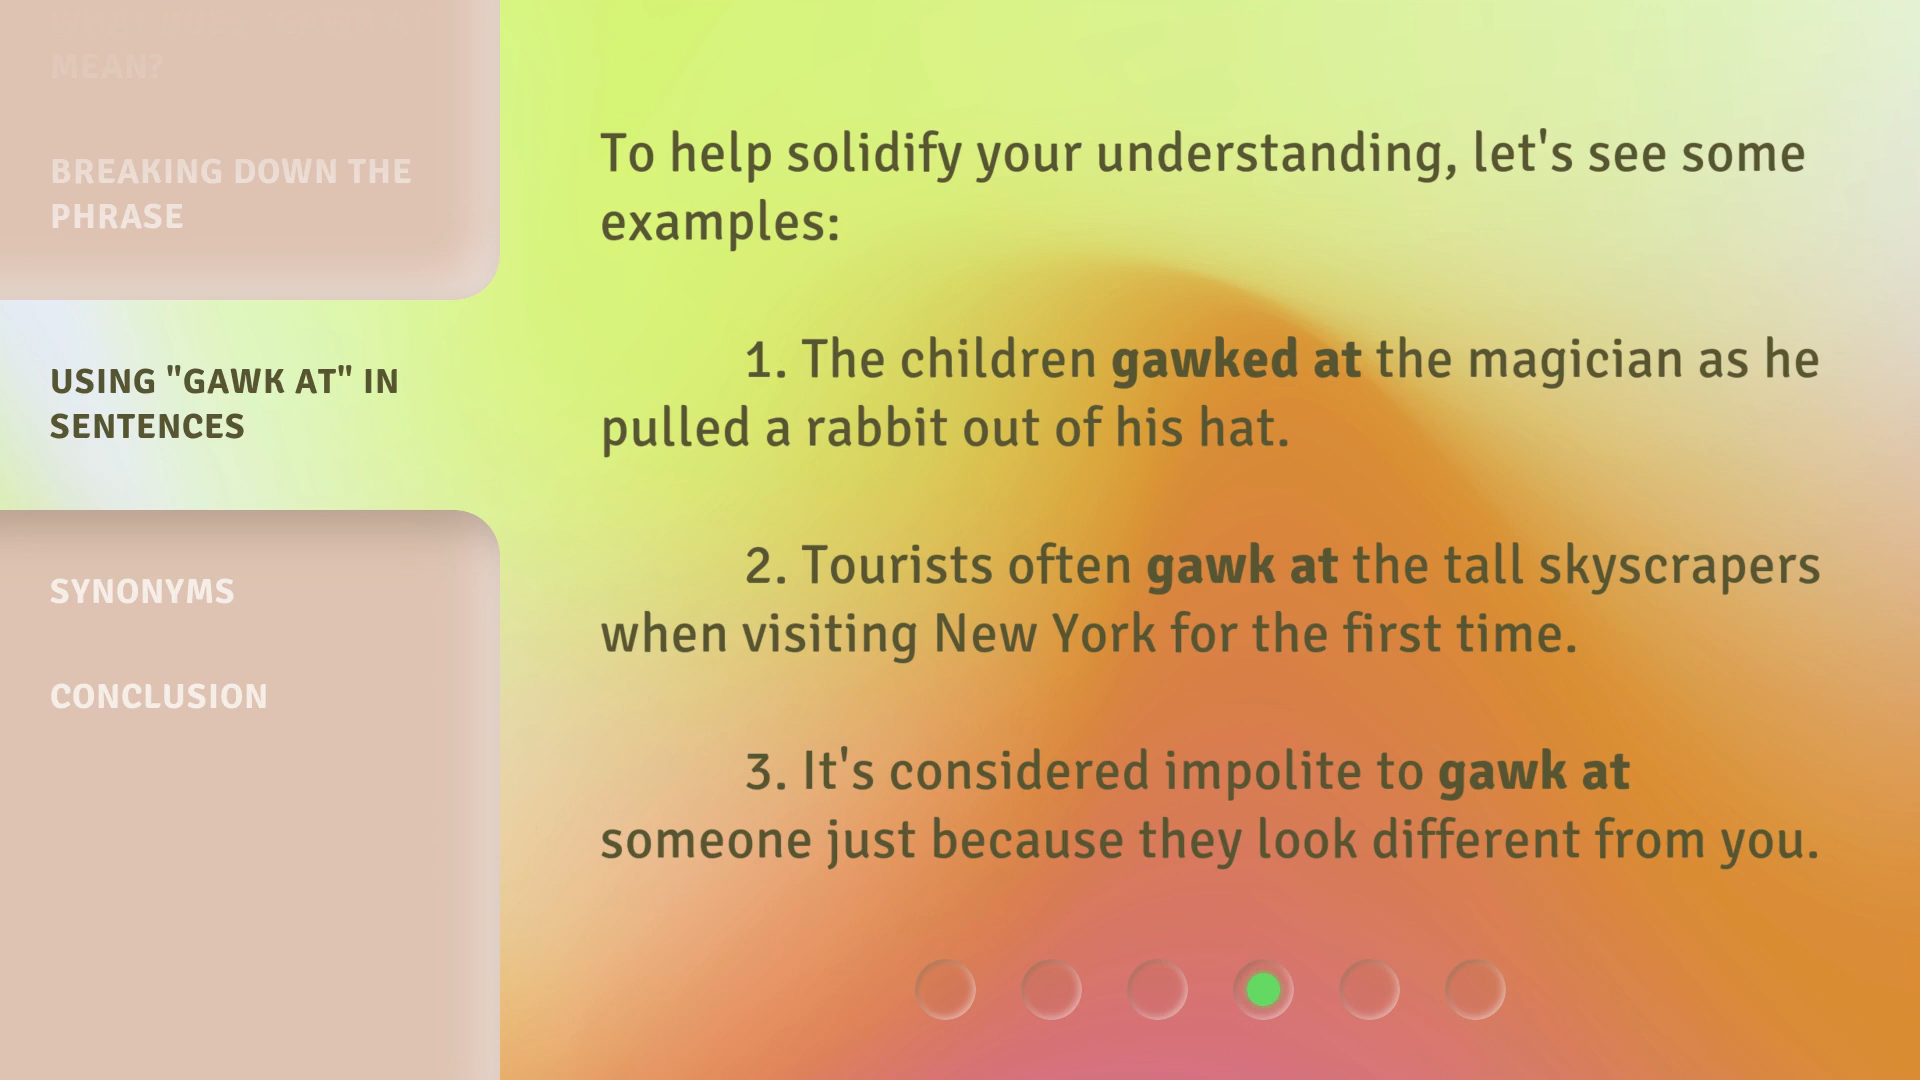 MEAN?
BREAKING DOWN THE
PHRASE
USING "GAWK AT" IN
SENTENCES
SYNONYMS
CONCLUSION
To help solidify your understanding, let's see some
examples:
1. The children gawked at the magician as he
pulled a rabbit out of his hat.
2. Tourists often gawk at the tall skyscrapers
when visiting New York for the first time.
3. It's considered impolite to gawk at
someone just because they look different from you.